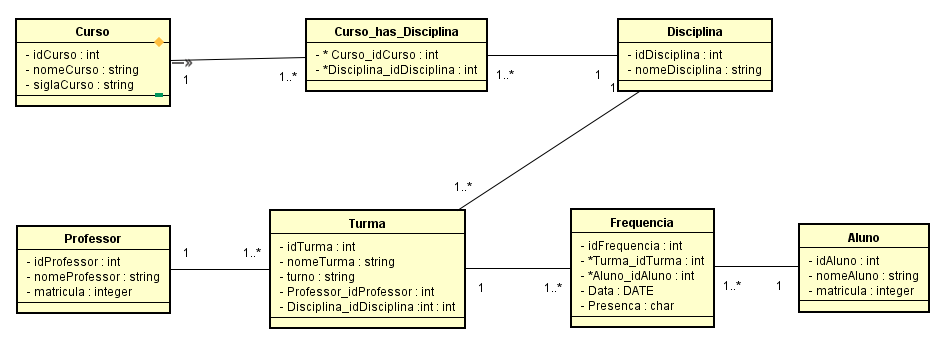 Curso
- idCurso : int
- nomeCurso : string
- siglaCurso : string
1
1..*
Curso_has_Disciplina
- * Curso_idCurso : int
- *Disciplina_idDisciplina : int
1..*
1
Disciplina
- idDisciplina : int
- nomeDisciplina : string
1
1..*
Professor
- idProfessor : int
- nomeProfessor : string
- matricula : integer
1
1..*
Turma
- idTurma : int
- nomeTurma : string
- turno : string
- Professor_idProfessor : int
- Disciplina_idDisciplina :int : int
1
1..*
Frequencia
- idFrequencia : int
- *Turma_idTurma : int
- *Aluno_idAluno : int
- Data : DATE
- Presenca : char
1..*
1
Aluno
- idAluno : int
- nomeAluno : string
- matricula : integer